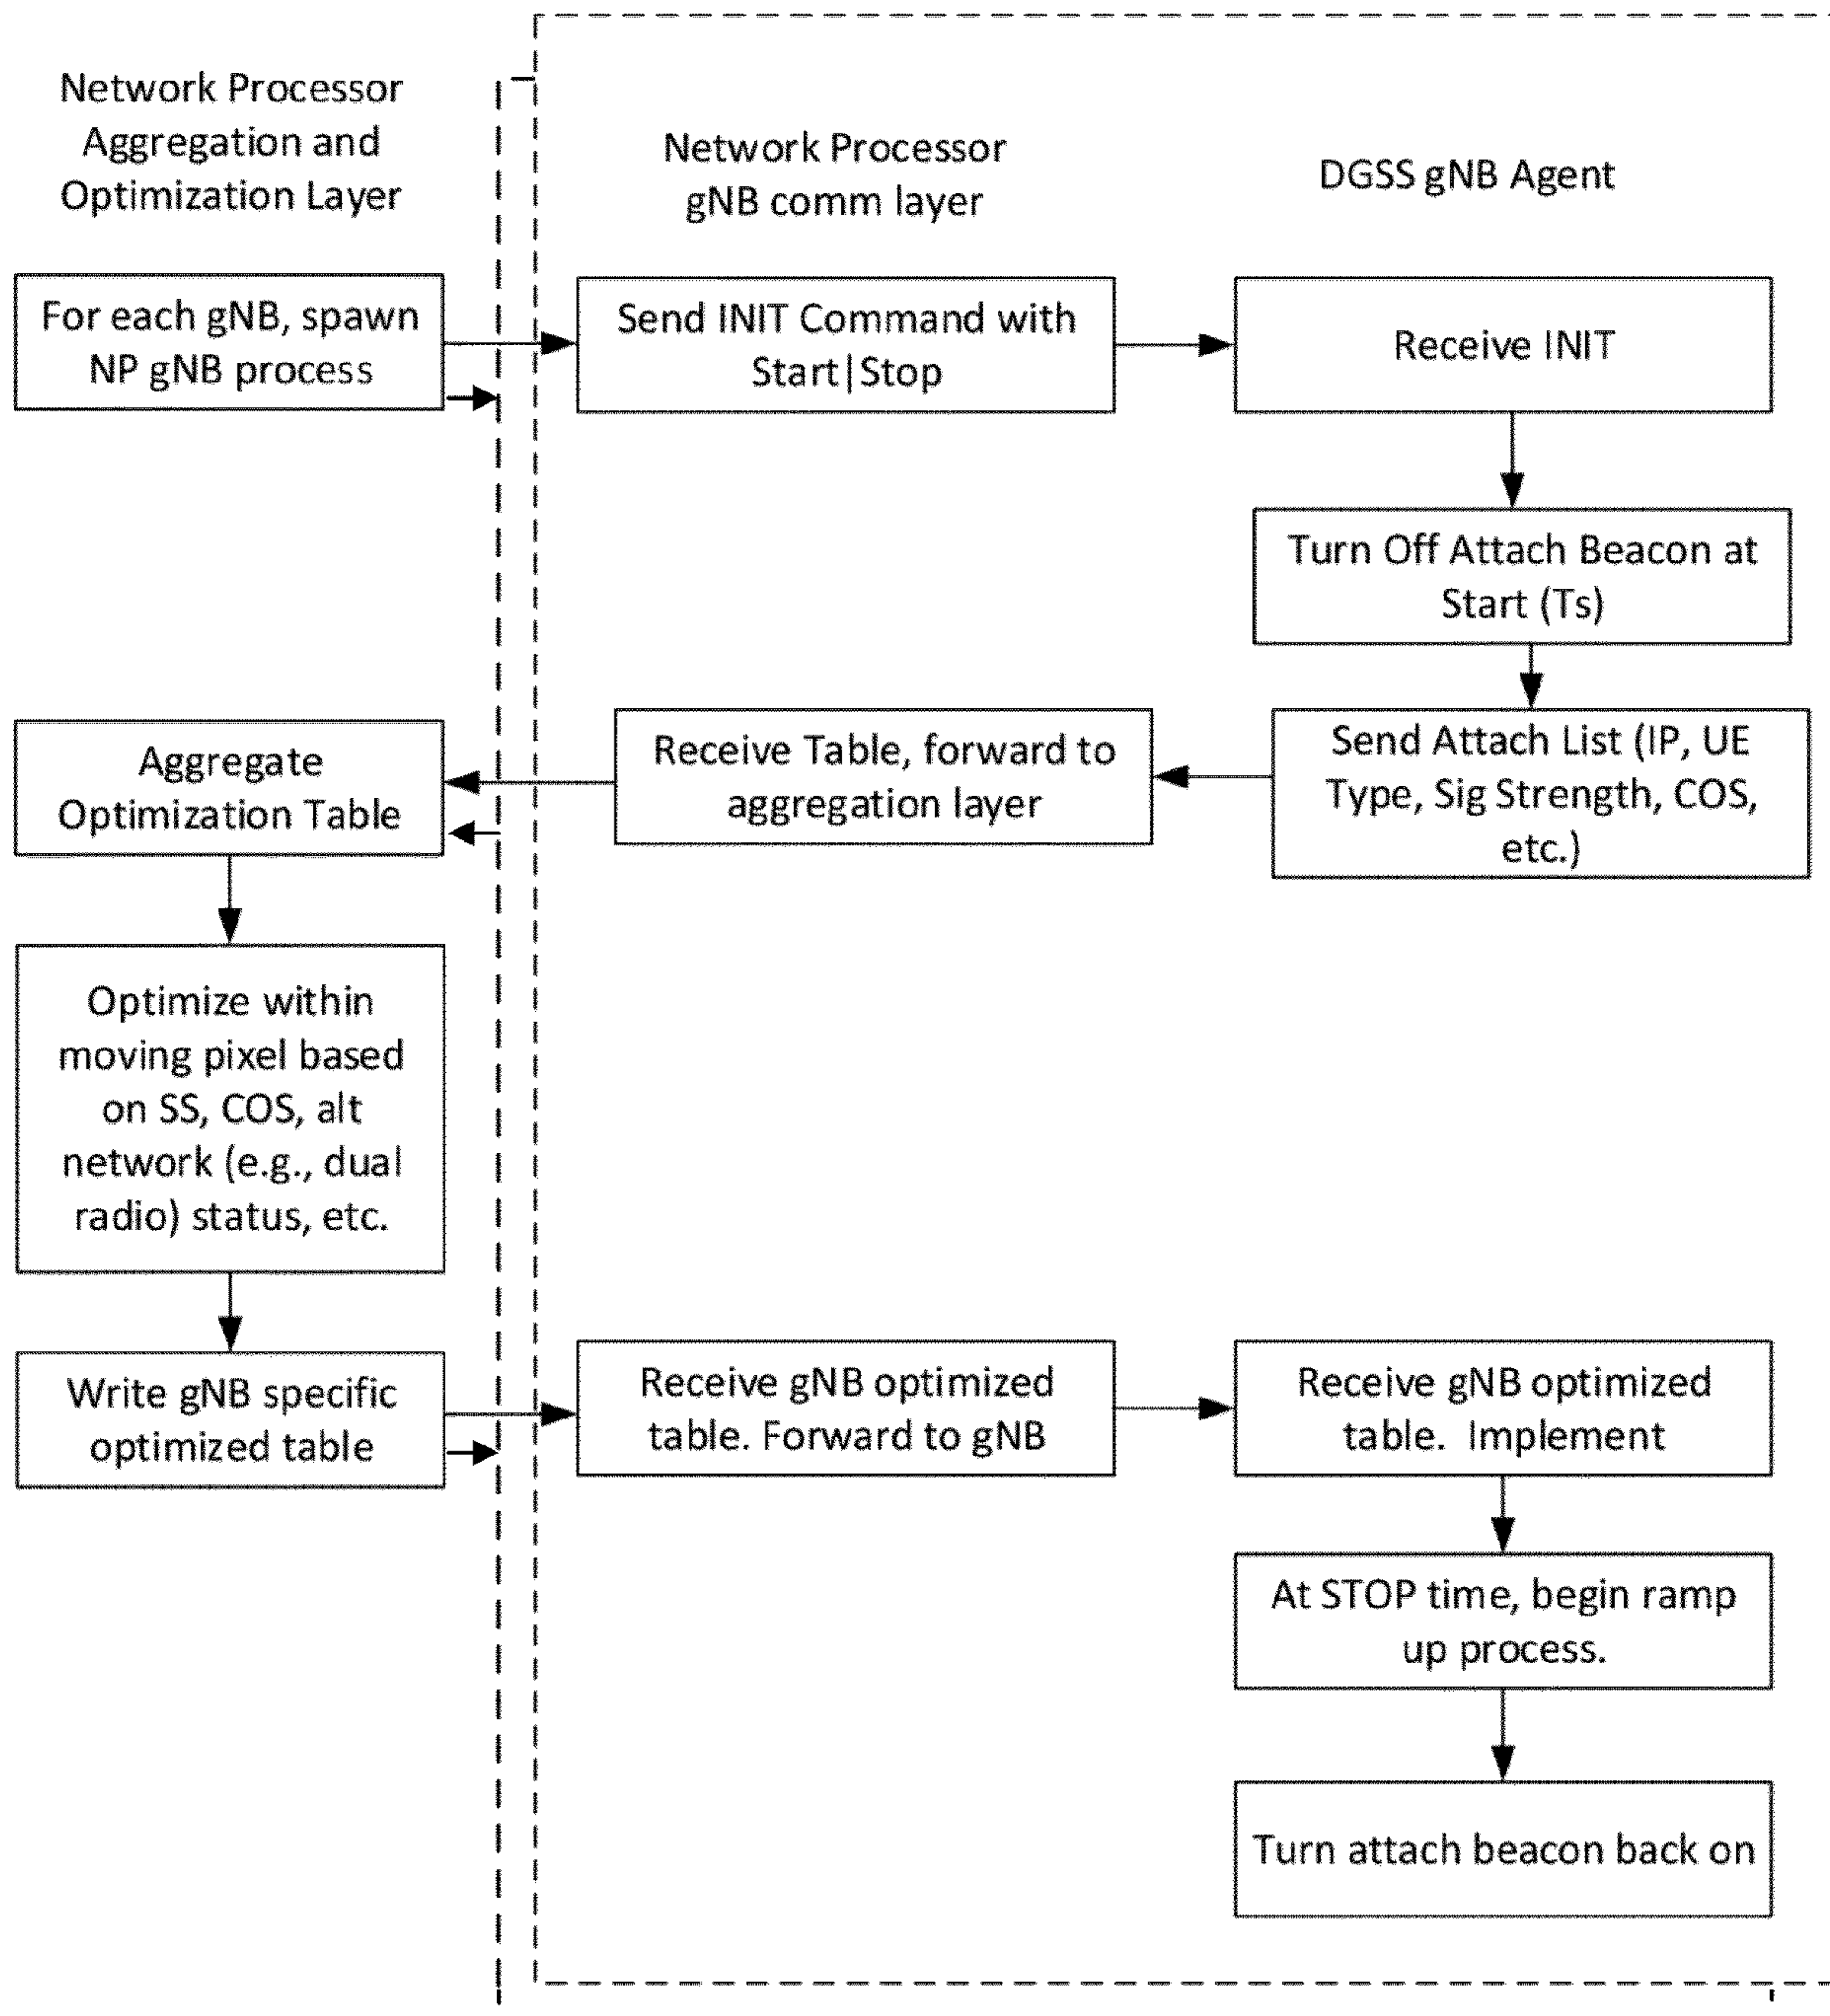 Network Processor
Aggregation and
Optimization Layer
Network Processor
gNB comm layer
DGSS gNB Agent
For each gNB, spawn
NP gNB process
Send INIT Command with
Start|Stop
Receive INIT
Turn Off Attach Beacon at
Start (Ts)
Send Attach List (IP, UE
Type, Sig Strength, COS,
etc.)
Receive Table, forward to
aggregation layer
Aggregate
Optimization Table
Optimize within
moving pixel based
on SS, COS, alt
network (e.g., dual
radio) status, etc.
Write gNB specific
optimized table
Receive gNB optimized
table. Forward to gNB
Receive gNB optimized
table.  Implement
At STOP time, begin ramp
up process.
Turn attach beacon back on